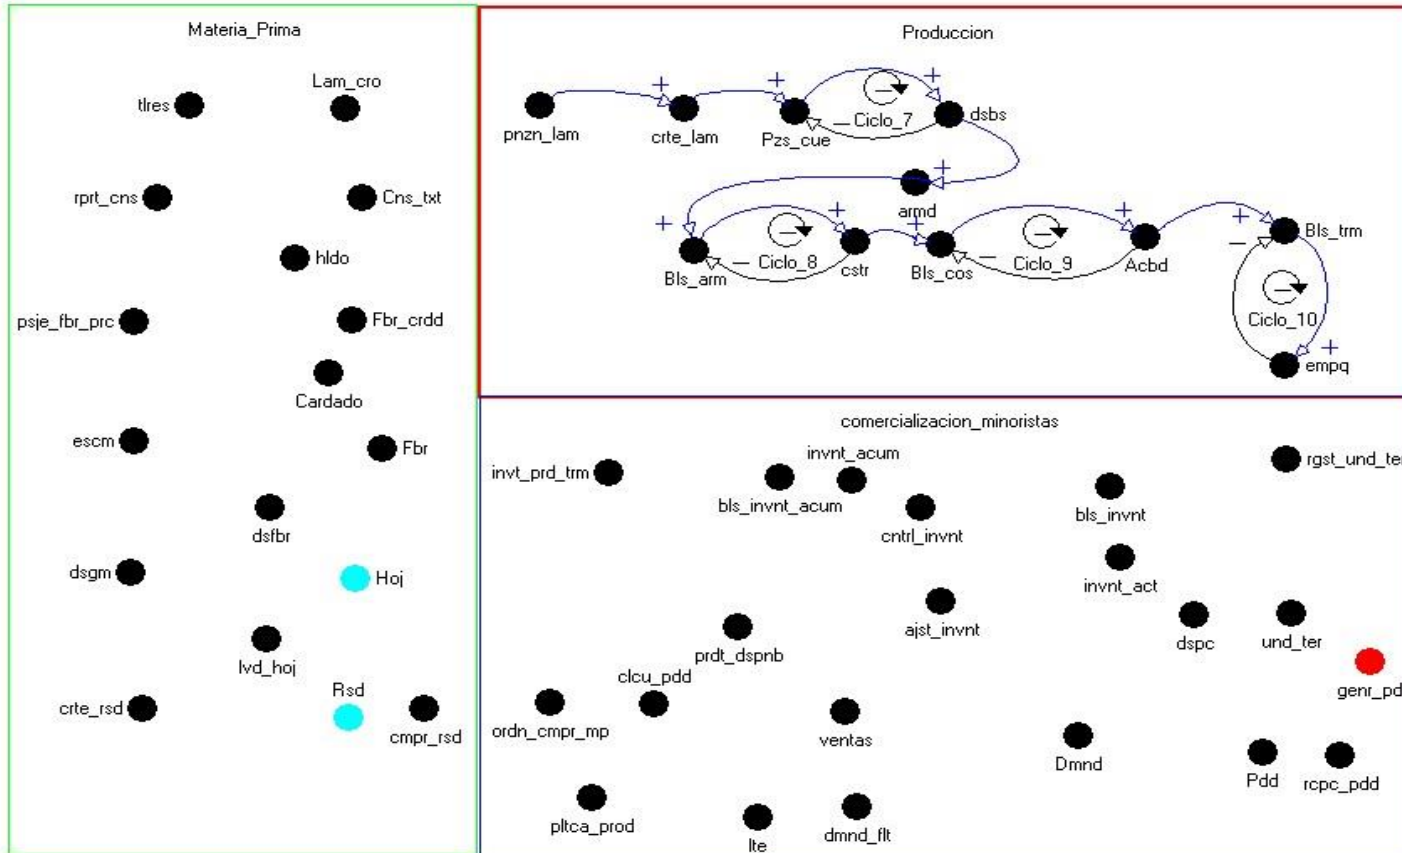 Materia_Prima
tlres
Lam_cro
rprt_cns
Cns_txt
hldo
psje_fbr_prc
Fbr_crdd
Cardado
escm
Fbr
dsfbr
dsgm
Hoj
lvd_hoj
crte_rsd
Rsd
cmpr_rsd
Produccion
pnzn_lam
+
crte_lam
+
Pzs_cue
—
Ciclo_7
—
+
dsbs
+
armd
+
Bls_arm
—
Ciclo_8
—
+
cstr
+
Bls_cos
—
Ciclo_9
—
+
Acbd
+
Bls_trm
—
Ciclo_10
—
+
empq
comercializacion_minoristas
invt_prd_trm
bls_invnt_acum
invnt_acum
cntrl_invnt
bls_invnt
rgst_und_ter
invnt_act
ajst_invnt
dspc
und_ter
prdt_dspnb
genr_pd
clcu_pdd
ordn_cmpr_mp
ventas
Dmnd
Pdd
rcpc_pdd
pltca_prod
lte
dmnd_flt